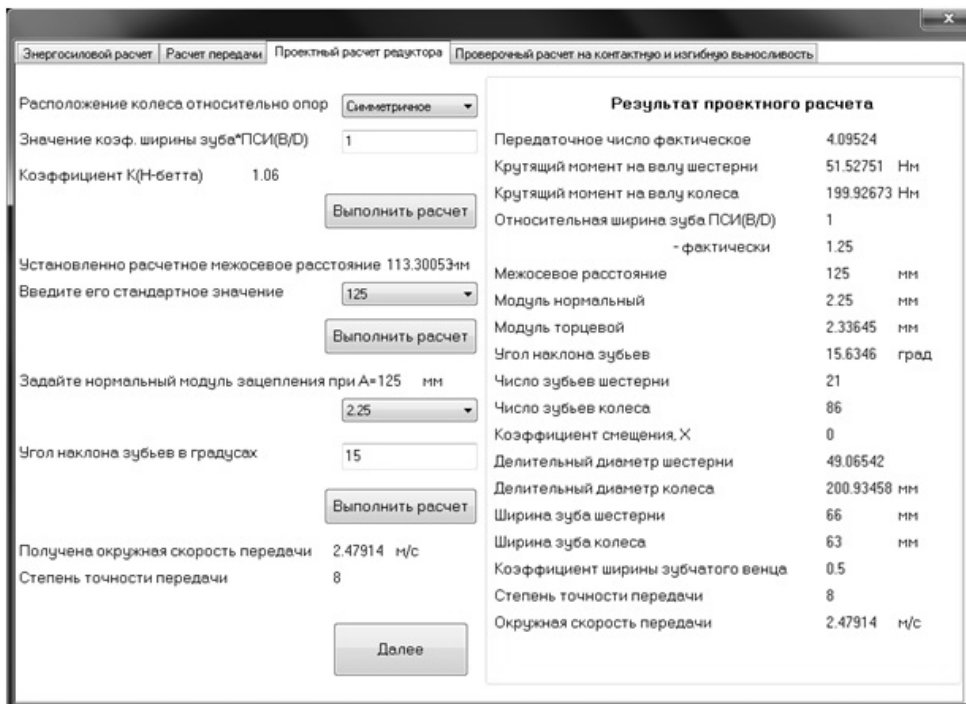 Энергосиловой расчет Расчет передачи Проектный расчет редуктора Проверочный расчет на контактную и изгибную выносливость
Расположение колеса относительно опор Симметричное
Значение коэф. ширины зуба*ПСИ(B/D) 1
Коэффициент К(Н-бетта) 1.06
Выполнить расчет
Установленно расчетное межосевое расстояние 113.30053 мм
Введите его стандартное значение 125
Выполнить расчет
Задайте нормальный модуль зацепления при А=125 мм
2.25
Угол наклона зубьев в градусах 15
Выполнить расчет
Получена окружная скорость передачи 2.47914 м/с
Степень точности передачи 8
Далее
Результат проектного расчета
Передаточное число фактическое 4.09524
Крутящий момент на валу шестерни 51.52751 Нм
Крутящий момент на валу колеса 199.92673 Нм
Относительная ширина зуба ПСИ(B/D) 1
- фактически 1.25
Межосевое расстояние 125 мм
Модуль нормальный 2.25 мм
Модуль торцевой 2.33645 мм
Угол наклона зубьев 15.6346 град
Число зубьев шестерни 21
Число зубьев колеса 86
Коэффициент смещения, X 0
Делительный диаметр шестерни 49.06542
Делительный диаметр колеса 200.93458 мм
Ширина зуба шестерни 66 мм
Ширина зуба колеса 63 мм
Коэффициент ширины зубчатого венца 0.5
Степень точности передачи 8
Окружная скорость передачи 2.47914 м/с